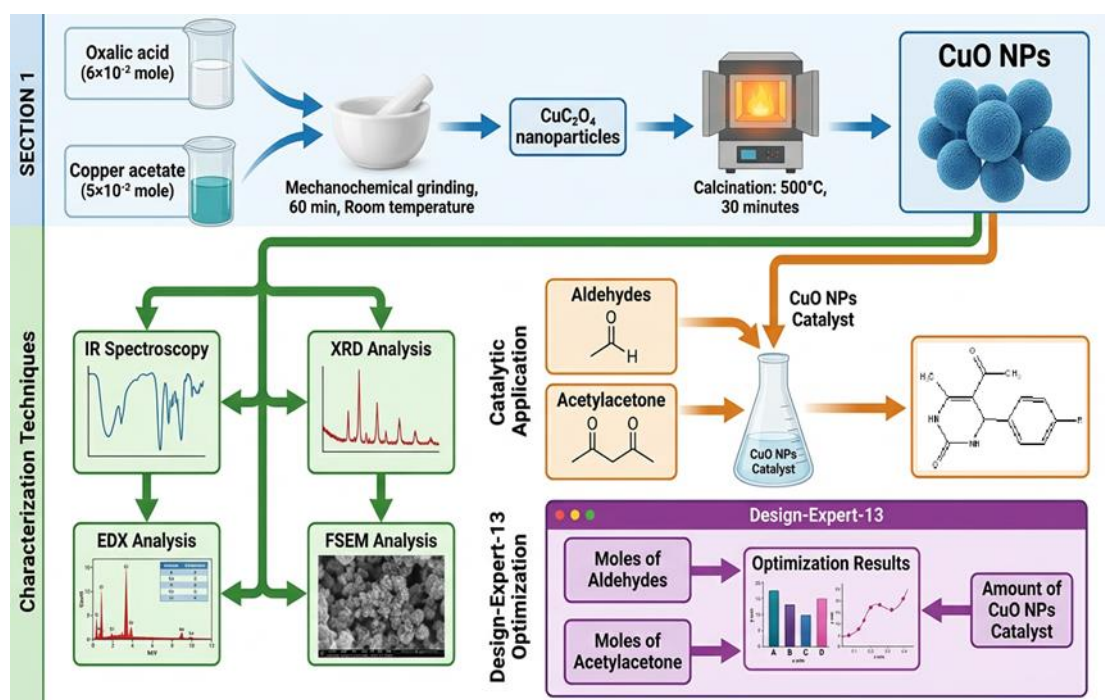 SECTION 1
Oxalic acid
(6×10⁻² mole)
Copper acetate
(5×10⁻² mole)
Mechanochemical grinding,
60 min, Room temperature
CuC₂O₄
nanoparticles
Calcination: 500°C,
30 minutes
CuO NPs
Characterization Techniques
IR Spectroscopy
XRD Analysis
EDX Analysis
FSEM Analysis
Catalytic
Application
Aldehydes
O
H
Acetylacetone
O O
CuO NPs
Catalyst
CuO NPs
Catalyst
O
H₃C
CH₃
HN
NH
O
R
Design-Expert-13
Optimization
Design-Expert-13
Moles of
Aldehydes
Moles of
Acetylacetone
Optimization Results
A B C D
Amount of
CuO NPs
Catalyst